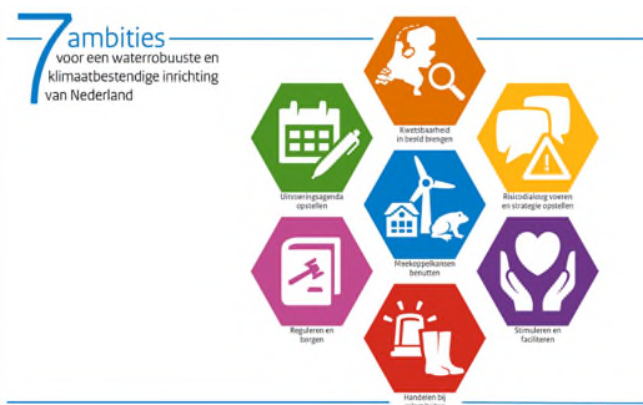 7 ambities
voor een waterrobuuste en
klimaatbestendige inrichting
van Nederland
Kwetsbaarheid
in beeld brengen
Uitvoeringsagenda
opstellen
Risicodialoog voeren
en strategie opstellen
Meekoppelkansen
benutten
Reguleren en
borgen
Stimuleren en
faciliteren
Handelen bij